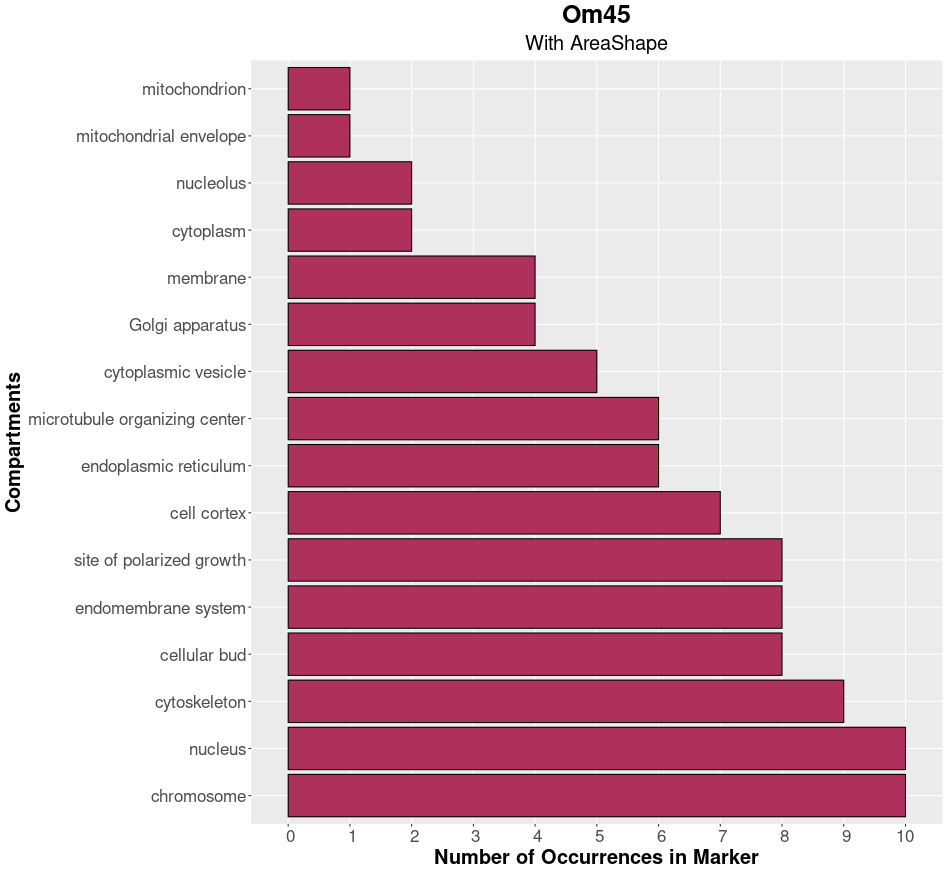 Om45
With AreaShape
Compartments
mitochondrion
mitochondrial envelope
nucleolus
cytoplasm
membrane
Golgi apparatus
cytoplasmic vesicle
microtubule organizing center
endoplasmic reticulum
cell cortex
site of polarized growth
endomembrane system
cellular bud
cytoskeleton
nucleus
chromosome
0 1 2 3 4 5 6 7 8 9 10
Number of Occurrences in Marker